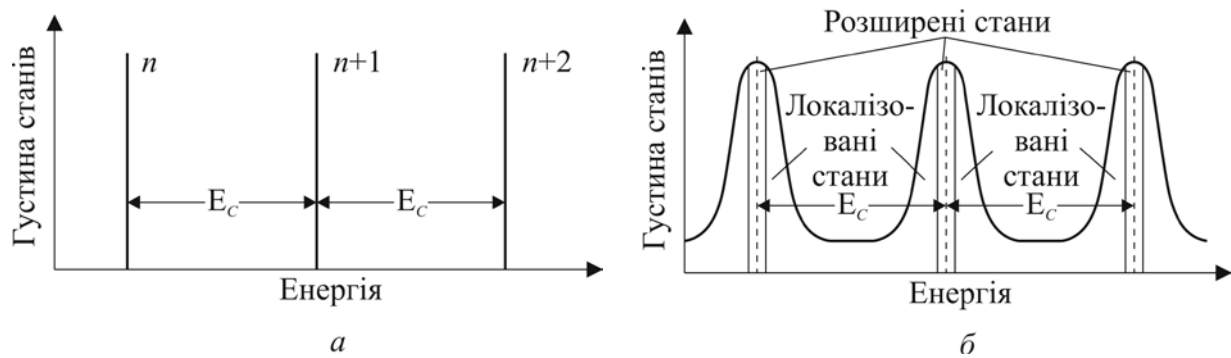 Густина станів
n
n+1
n+2
E_C
E_C
Енергія
а
Густина станів
Розширені стани
Локалізо-
вані
стани
Локалізо-
вані
стани
E_C
E_C
Енергія
б